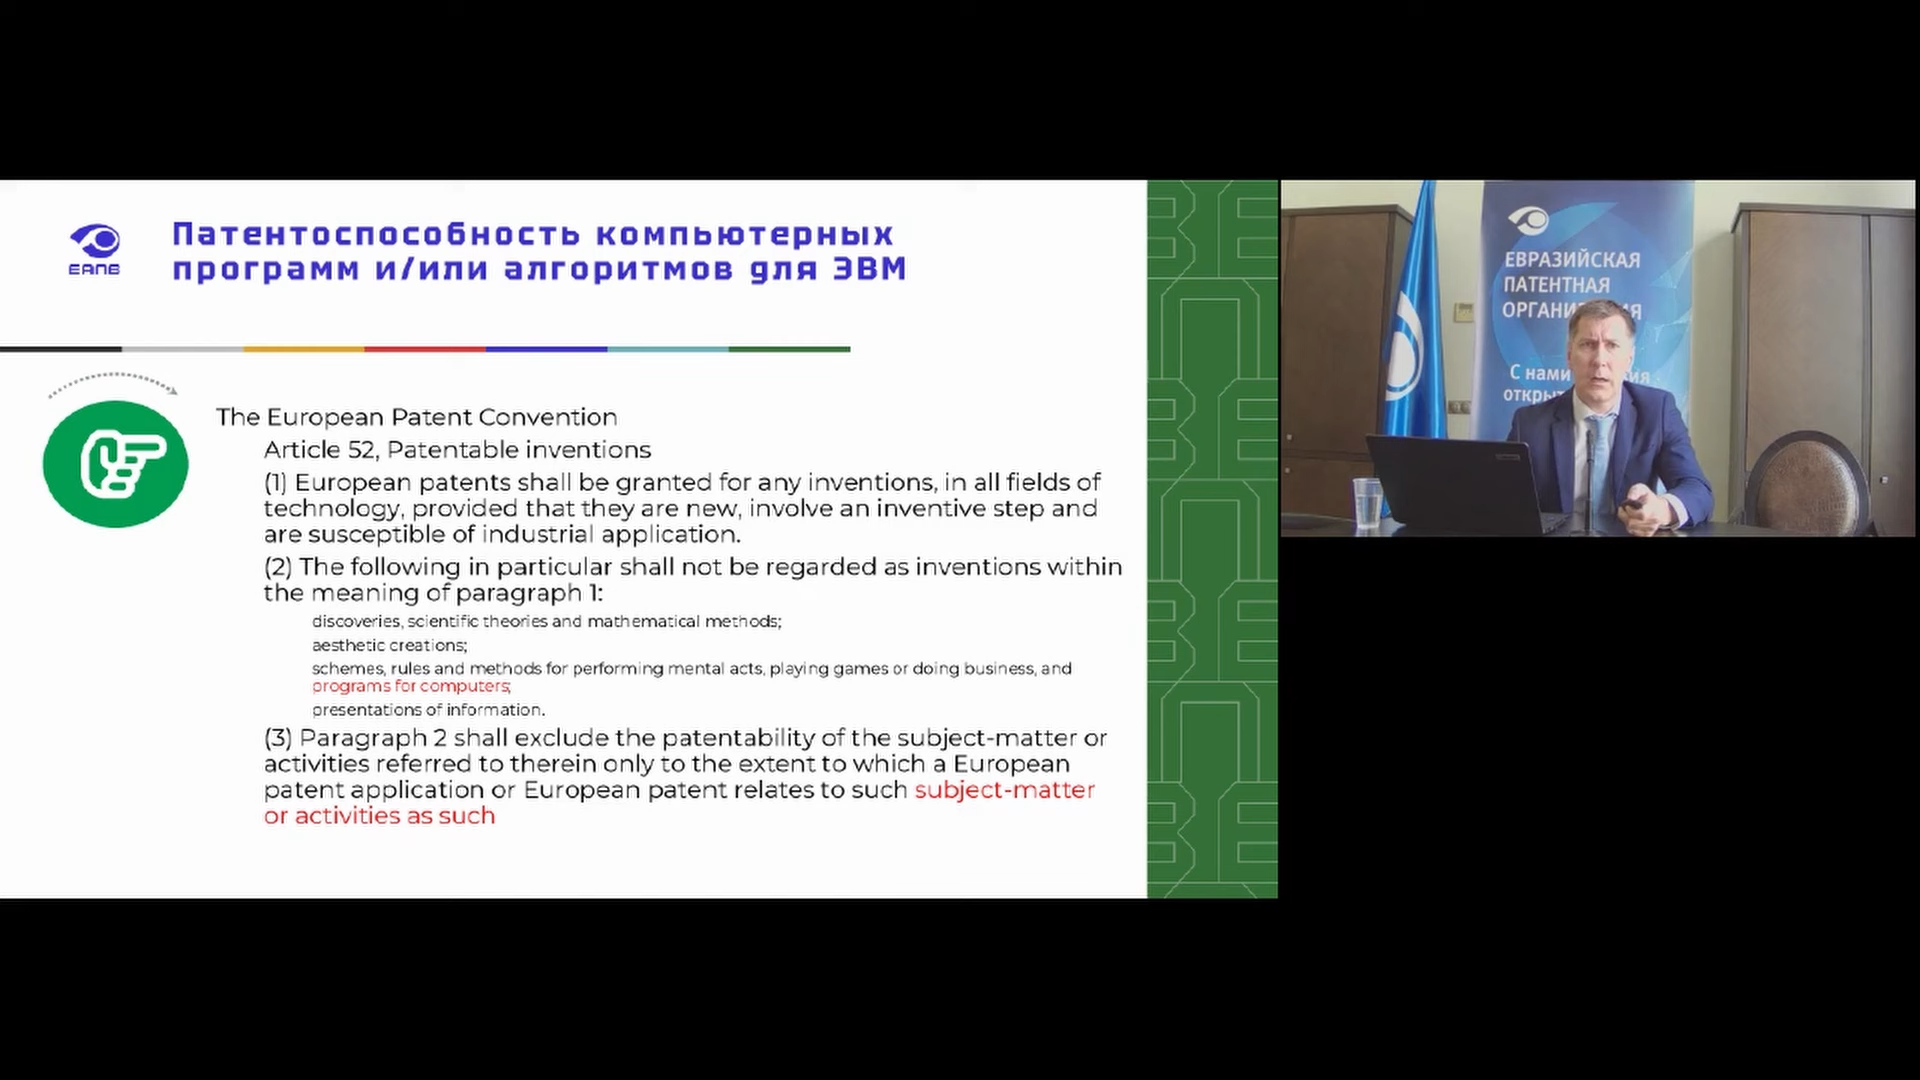 ЕАПВ
Патентоспособность компьютерных
программ и/или алгоритмов для ЭВМ
The European Patent Convention
Article 52, Patentable inventions
(1) European patents shall be granted for any inventions, in all fields of
technology, provided that they are new, involve an inventive step and
are susceptible of industrial application.
(2) The following in particular shall not be regarded as inventions within
the meaning of paragraph 1:
discoveries, scientific theories and mathematical methods;
aesthetic creations;
schemes, rules and methods for performing mental acts, playing games or doing business, and
programs for computers;
presentations of information.
(3) Paragraph 2 shall exclude the patentability of the subject-matter or
activities referred to therein only to the extent to which a European
patent application or European patent relates to such subject-matter
or activities as such
ЕВРАЗИЙСКАЯ
ПАТЕНТНАЯ
С нами